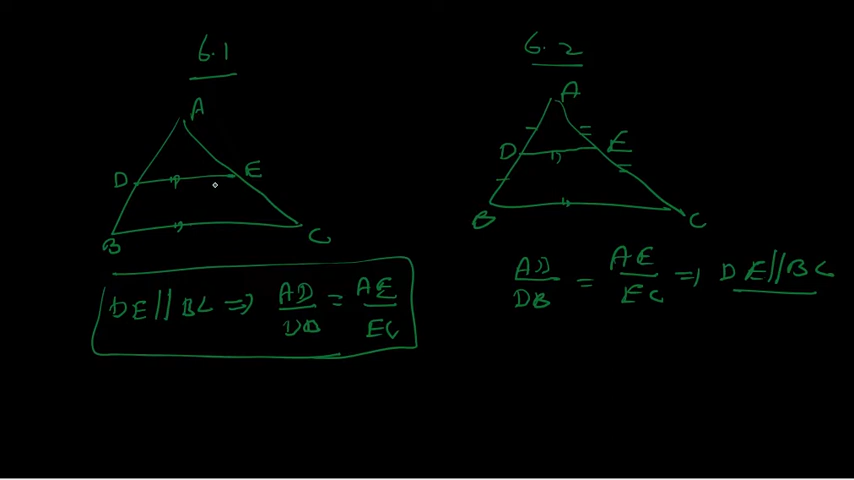 6.1
A
D
E
B
C
DE||BC ⇒ AD/DB = AE/EC
6.2
A
D
E
B
C
AD/DB = AE/EC ⇒ DE||BC